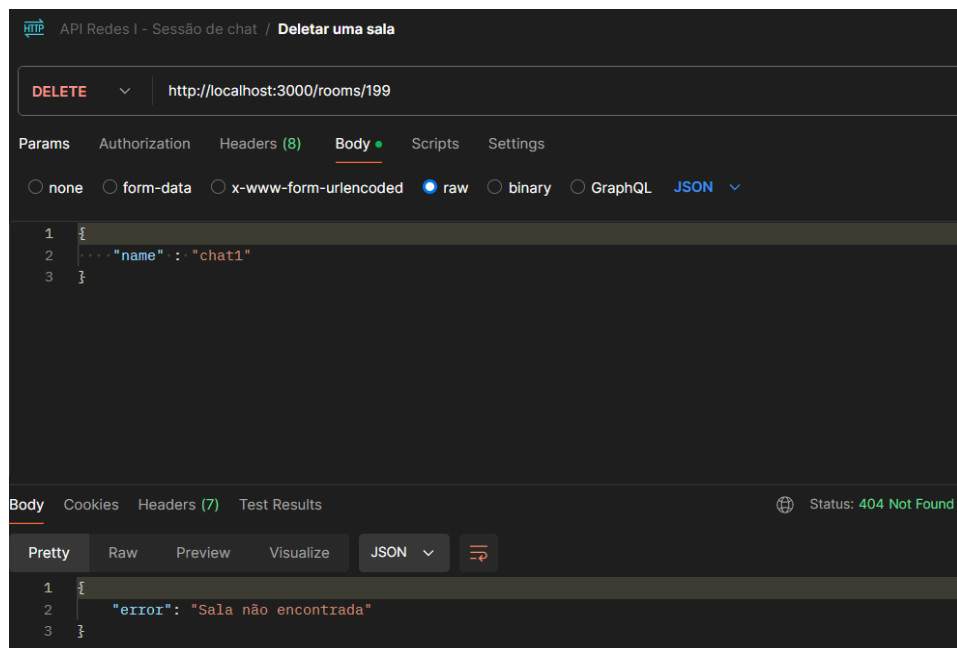 HTTP API Redes I - Sessão de chat / Deletar uma sala
DELETE http://localhost:3000/rooms/199
Params Authorization Headers (8) Body Scripts Settings
none form-data x-www-form-urlencoded raw binary GraphQL JSON
1 {
2 ····"name"·:·"chat1"
3 }
Body Cookies Headers (7) Test Results Status: 404 Not Found
Pretty Raw Preview Visualize JSON
1 {
2 "error": "Sala não encontrada"
3 }